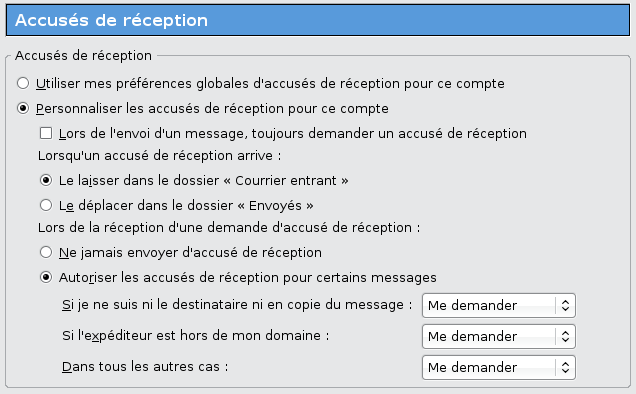 Accusés de réception
Accusés de réception
Utiliser mes préférences globales d'accusés de réception pour ce compte
Personnaliser les accusés de réception pour ce compte
Lors de l'envoi d'un message, toujours demander un accusé de réception
Lorsqu'un accusé de réception arrive :
Le laisser dans le dossier « Courrier entrant »
Le déplacer dans le dossier « Envoyés »
Lors de la réception d'une demande d'accusé de réception :
Ne jamais envoyer d'accusé de réception
Autoriser les accusés de réception pour certains messages
Si je ne suis ni le destinataire ni en copie du message : Me demander
Si l'expéditeur est hors de mon domaine : Me demander
Dans tous les autres cas : Me demander